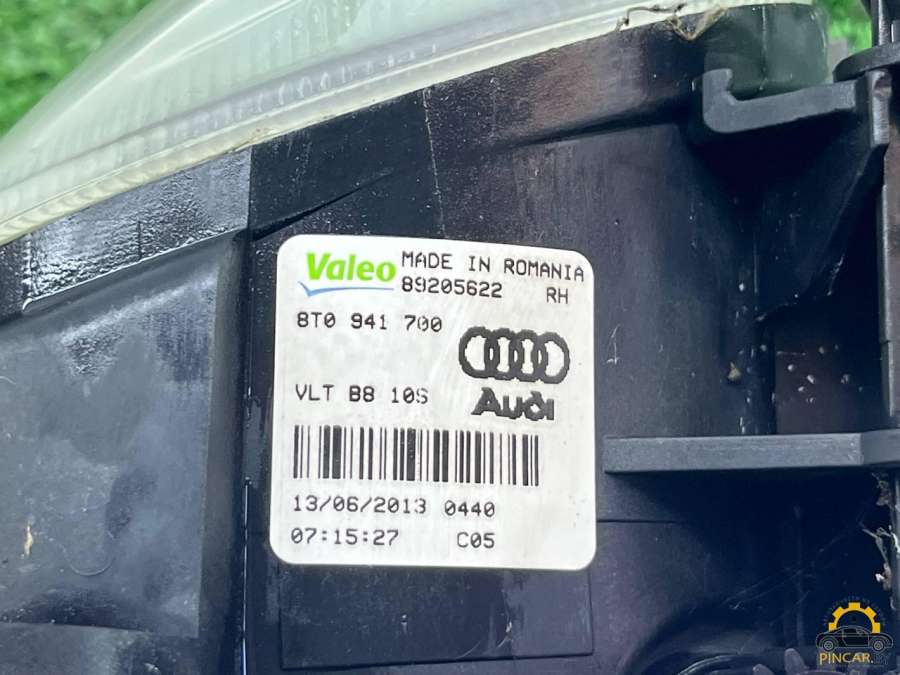 Valeo MADE IN ROMANIA
89205622 RH
8T0 941 700
VLT B8 10S
Audi
13/06/2013 0440
07:15:27 C05
PINCAR.BY